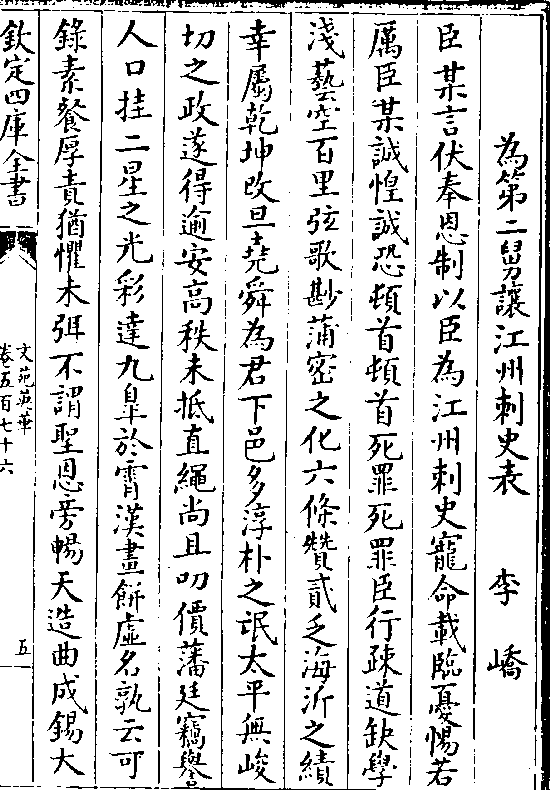 為第二舅讓江州刺史表　李嶠
臣某言伏奉恩制以臣為江州刺史寵命載臨憂惕若
厲臣某誠惶誠恐頓首頓首死罪死罪臣行疎道缺學
淺藝空百里弦歌尠蒲密之化六條贊貳乏海沂之績
幸屬乾坤改旦堯舜為君下邑多淳朴之氓太平無峻
切之政遂得逾安高秩未抵直繩尚且叨價藩廷竊譽
人口挂二星之光彩達九臯於霄漢畫餅虛名孰云可
錄素餐厚責猶懼未弭不謂聖恩旁暢天造曲成錫大
欽定四庫全書
文苑英華
卷五百七十六
五